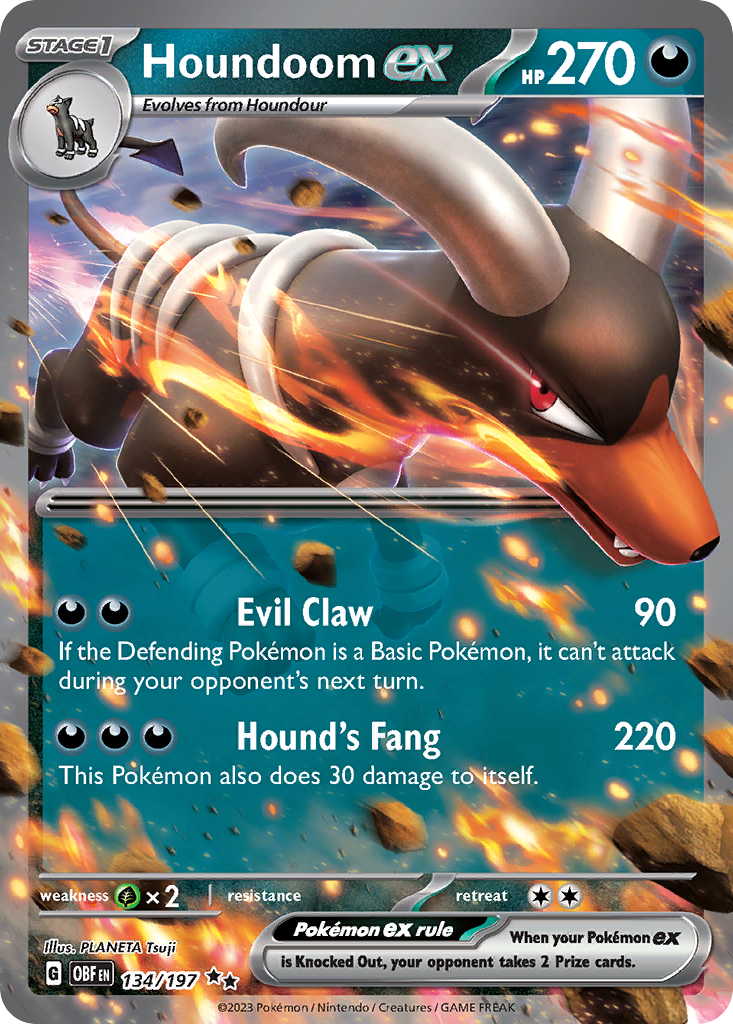 STAGE1
Houndoom ex
HP 270
Evolves from Houndour
Evil Claw 90
If the Defending Pokémon is a Basic Pokémon, it can't attack
during your opponent's next turn.
Hound's Fang 220
This Pokémon also does 30 damage to itself.
weakness ×2 resistance retreat
Illus. PLANETA Tsuji
Pokémon ex rule
When your Pokémon ex
is Knocked Out, your opponent takes 2 Prize cards.
G OBF EN 134/197
©2023 Pokémon / Nintendo / Creatures / GAME FREAK